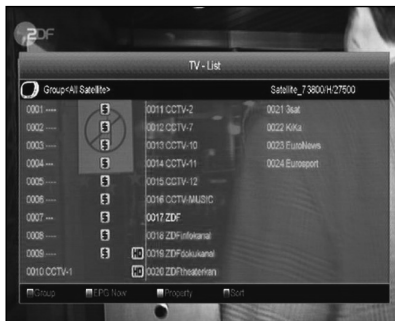 ZDF
TV - List
Group<All Satellite>
Satellite_7 3800/H/27500
0001 ----
$
0002 ----
$
0003 ----
$
0004 ----
$
0005 ----
$
0006 ----
$
0007 ----
$
0008 ----
$
0009 ----
$ HD
0010 CCTV-1
HD
0011 CCTV-2
0012 CCTV-7
0013 CCTV-10
0014 CCTV-11
0015 CCTV-12
0016 CCTV-MUSIC
0017 ZDF
0018 ZDFinfokanal
0019 ZDFdokukanal
0020 ZDFtheaterkan
0021 3sat
0022 KiKa
0023 EuroNews
0024 Eurosport
Group
EPG Now
Property
Sort